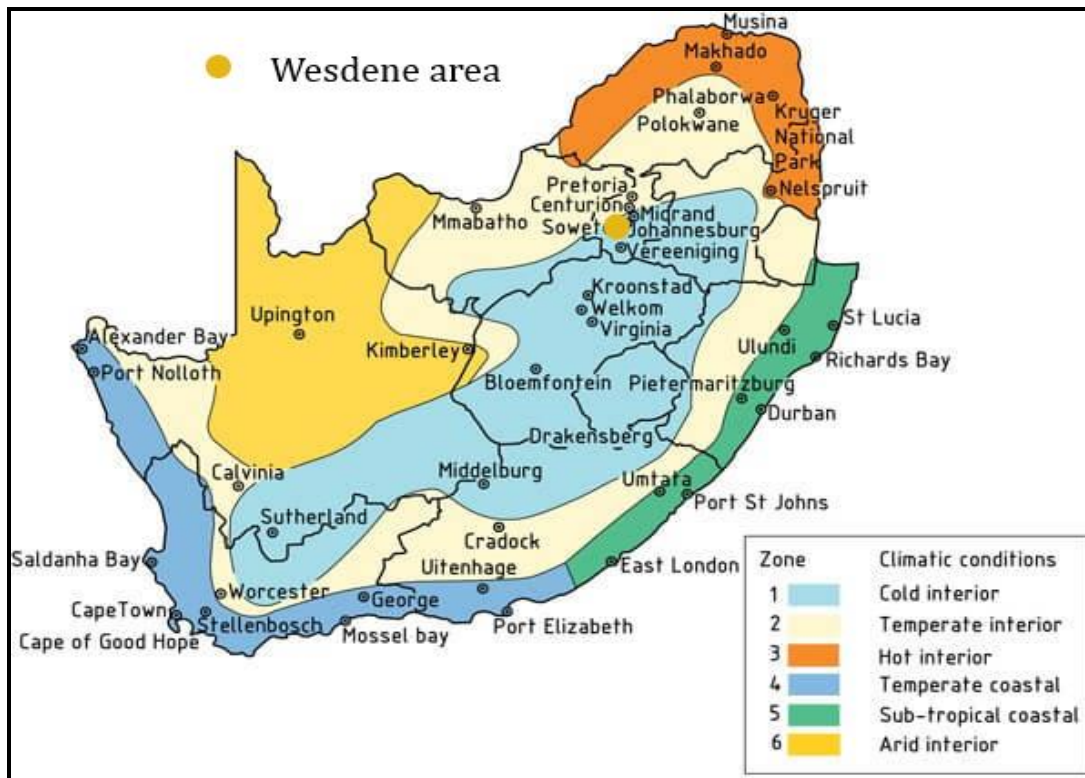 Wesdene area
Musina
Makhado
Phalaborwa
Polokwane
Kruger
National
Park
Nelspruit
Pretoria
Centurion
Midrand
Soweto
Johannesburg
Vereeniging
Mmabatho
Kroonstad
Welkom
Virginia
Upington
Kimberley
Bloemfontein
Alexander Bay
Port Nolloth
St Lucia
Ulundi
Richards Bay
Pietermaritzburg
Durban
Drakensberg
Calvinia
Middelburg
Umtata
Port St Johns
Sutherland
Cradock
Saldanha Bay
Uitenhage
East London
Worcester
George
CapeTown
Stellenbosch
Mossel bay
Port Elizabeth
Cape of Good Hope
Zone Climatic conditions
1 Cold interior
2 Temperate interior
3 Hot interior
4 Temperate coastal
5 Sub-tropical coastal
6 Arid interior